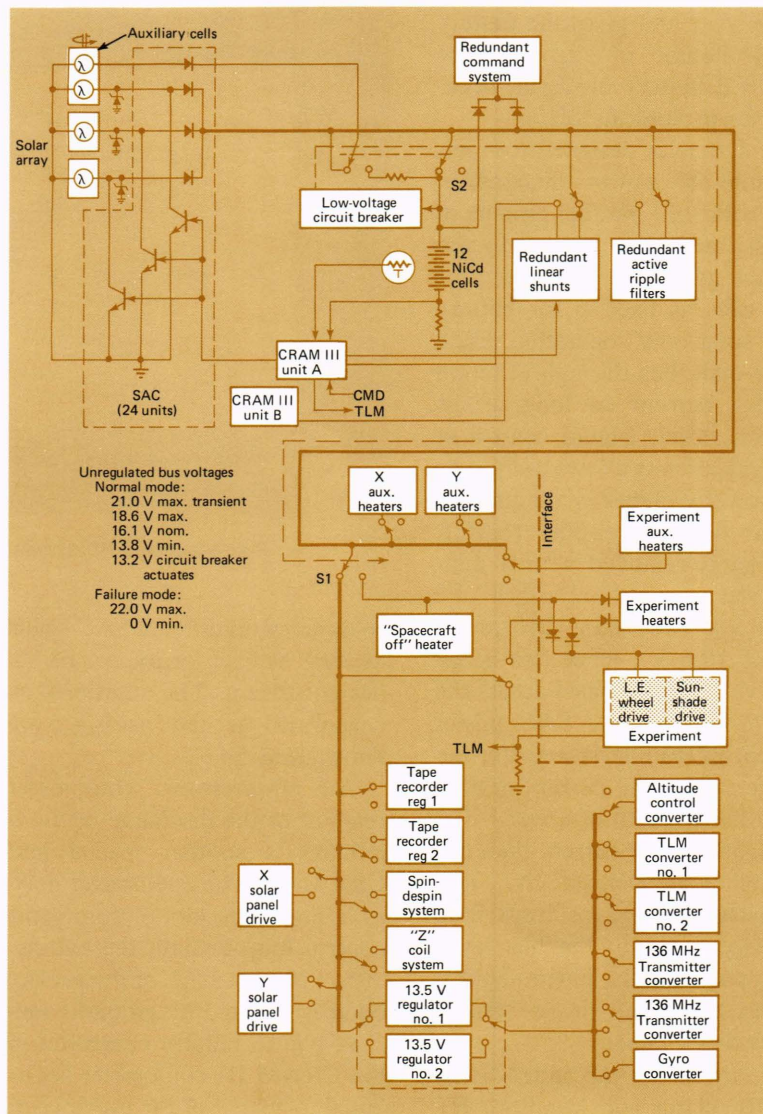 Auxiliary cells
λ
λ
λ
λ
Solar
array
SAC
(24 units)
Redundant
command
system
S2
Low-voltage
circuit breaker
12
NiCd
cells
T
Redundant
linear
shunts
Redundant
active
ripple
filters
CRAM III
unit A
CMD
TLM
CRAM III
unit B
Unregulated bus voltages
Normal mode:
21.0 V max. transient
18.6 V max.
16.1 V nom.
13.8 V min.
13.2 V circuit breaker
actuates
Failure mode:
22.0 V max.
0 V min.
X
aux.
heaters
Y
aux.
heaters
Interface
Experiment
aux.
heaters
S1
"Spacecraft
off" heater
Experiment
heaters
L.E.
wheel
drive
Sun-
shade
drive
Experiment
TLM
Tape
recorder
reg 1
Tape
recorder
reg 2
X
solar
panel
drive
Spin-
despin
system
"Z"
coil
system
Y
solar
panel
drive
13.5 V
regulator
no. 1
13.5 V
regulator
no. 2
Altitude
control
converter
TLM
converter
no. 1
TLM
converter
no. 2
136 MHz
Transmitter
converter
136 MHz
Transmitter
converter
Gyro
converter